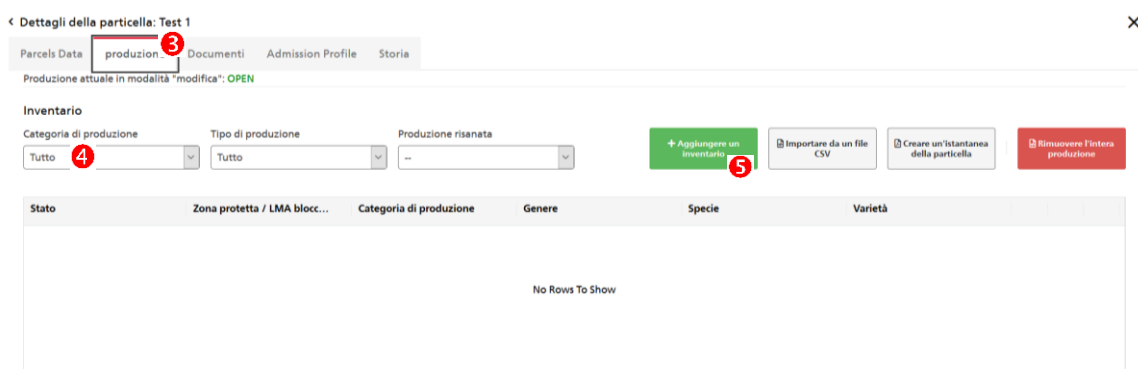 Dettagli della particella: Test 1
Parcels Data produzion 3 Documenti Admission Profile Storia
Produzione attuale in modalità "modifica": OPEN
Inventario
Categoria di produzione Tipo di produzione Produzione risanata
Tutto 4 Tutto --
+ Aggiungere un inventario 5
Importare da un file CSV
Creare un'istantanea della particella
Rimuovere l'intera produzione
Stato Zona protetta / LMA blocc... Categoria di produzione Genere Specie Varietà
No Rows To Show